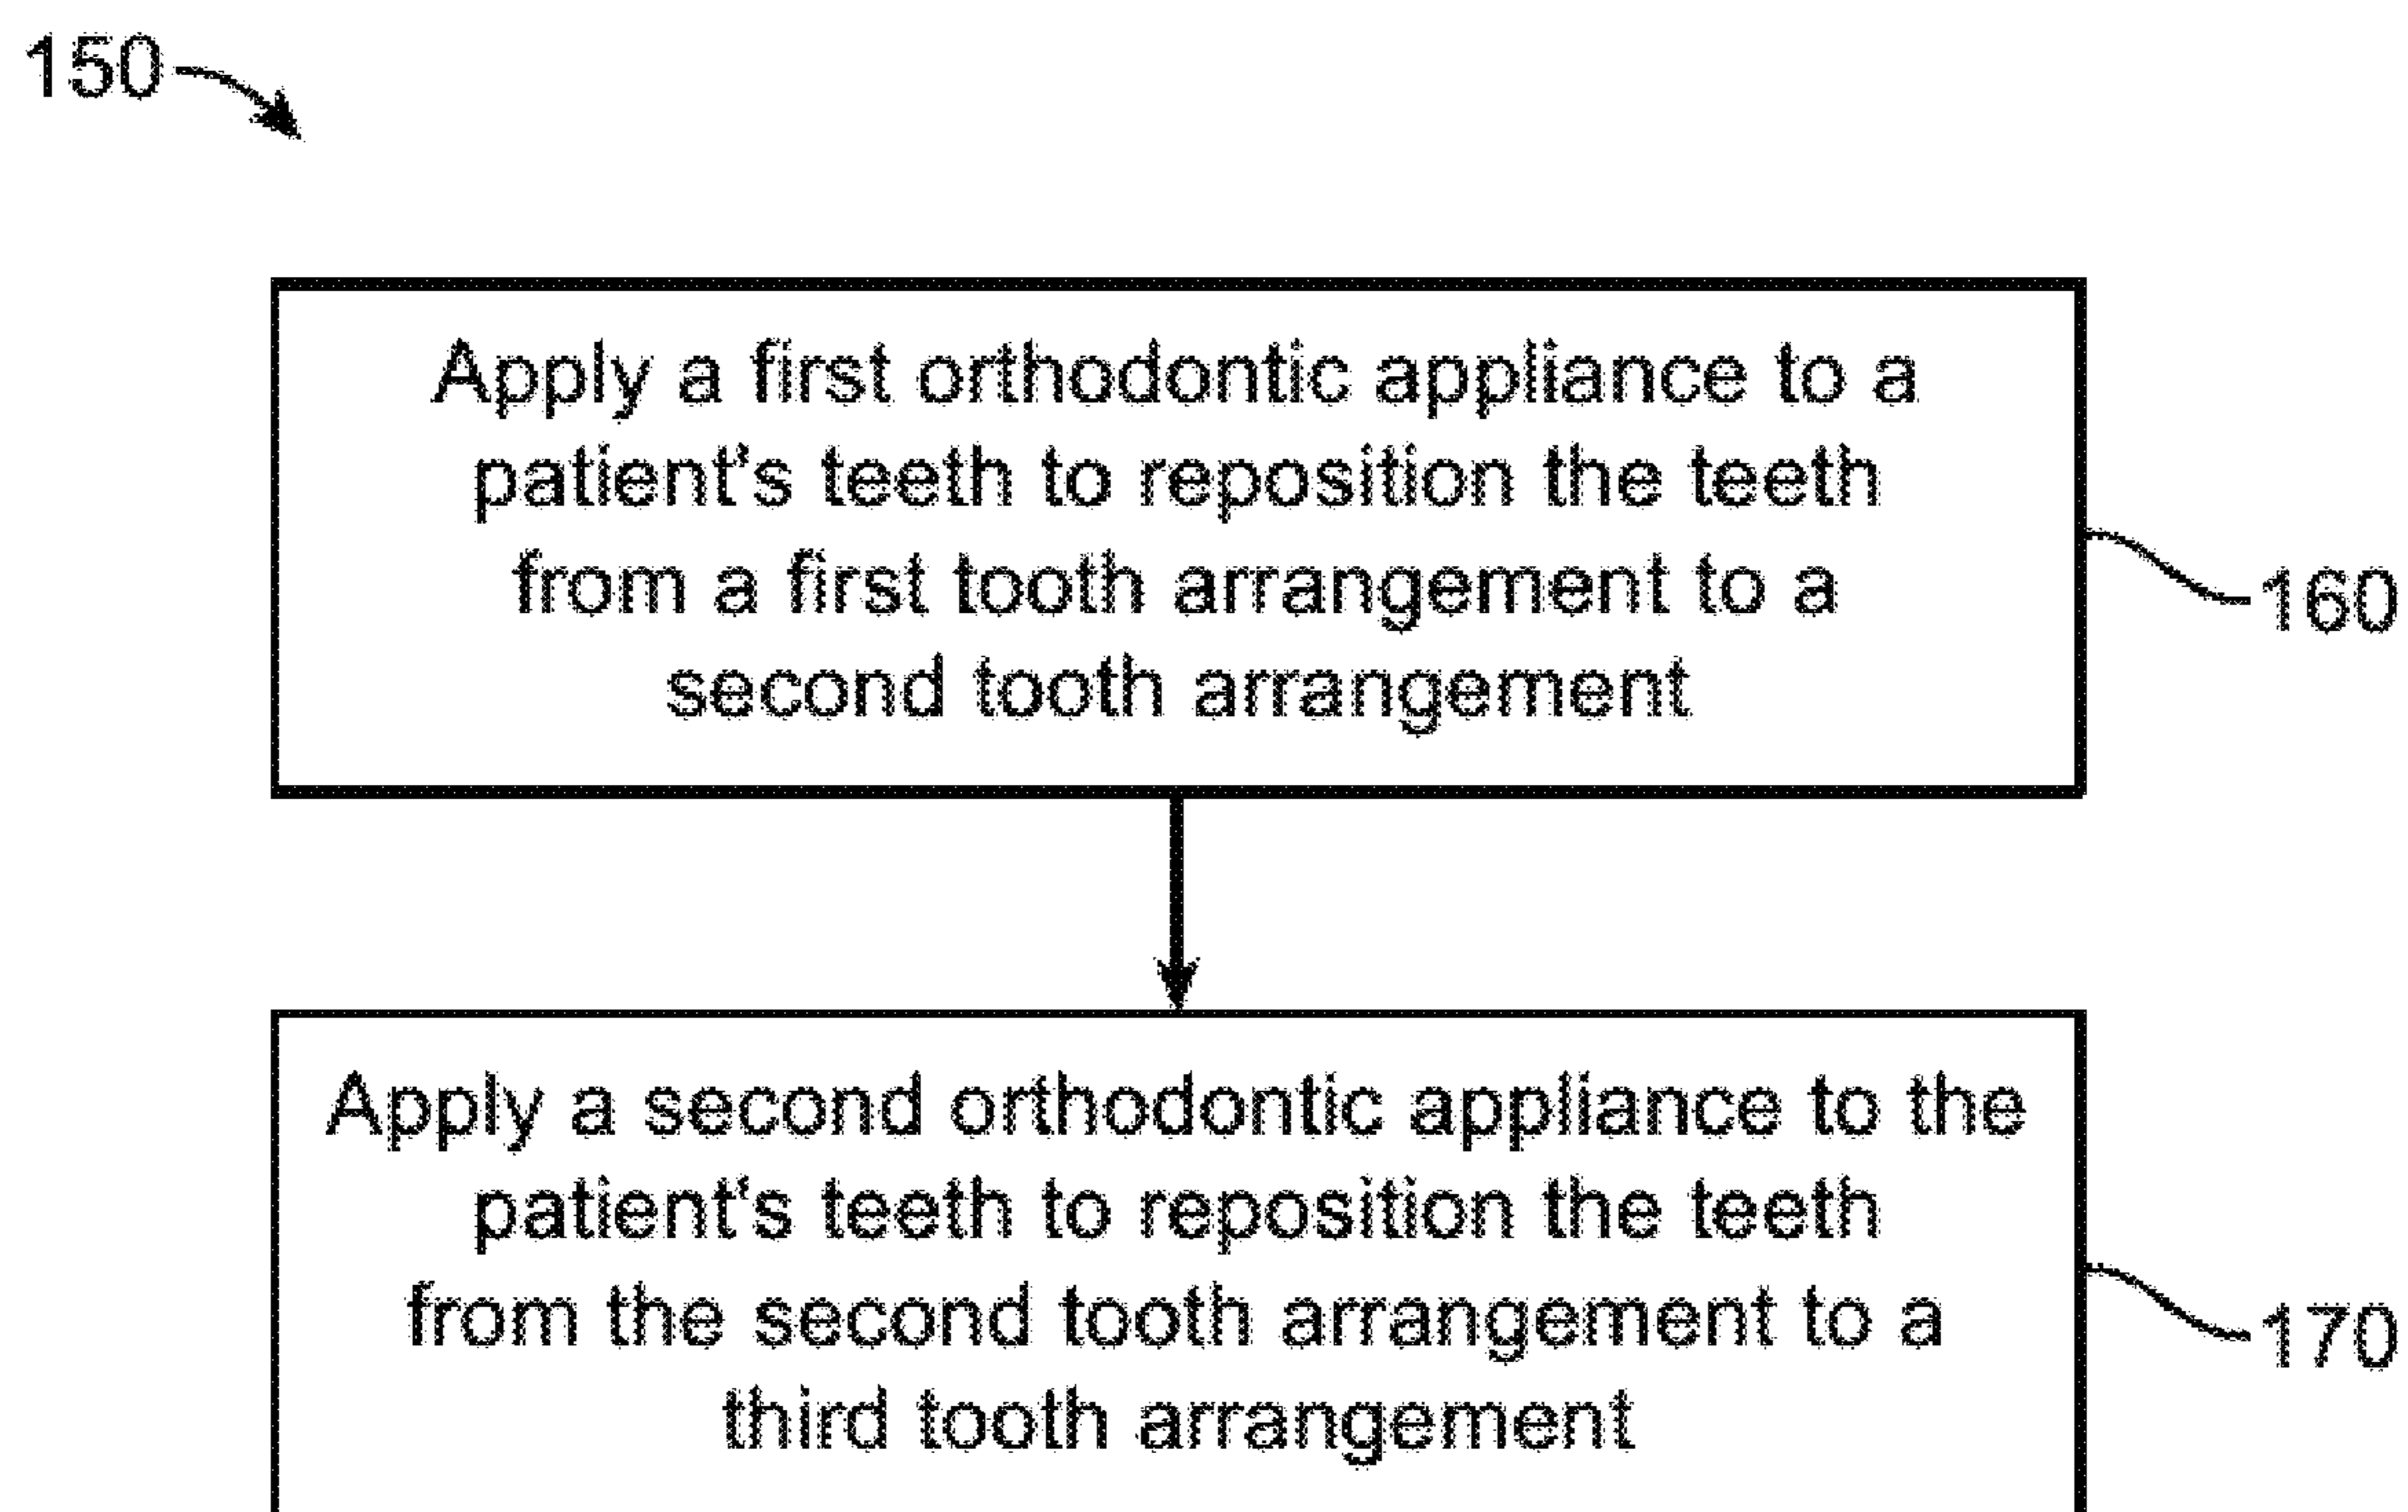 150
Apply a first orthodontic appliance to a
patient's teeth to reposition the teeth
from a first tooth arrangement to a
second tooth arrangement
160
Apply a second orthodontic appliance to the
patient's teeth to reposition the teeth
from the second tooth arrangement to a
third tooth arrangement
170